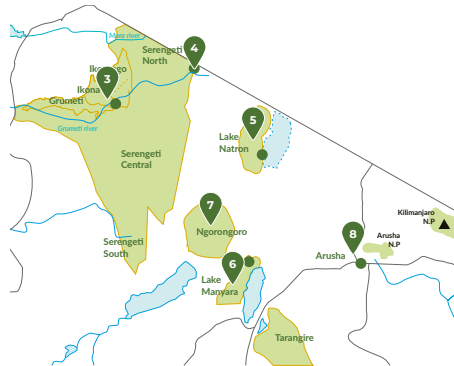 Mara river
Serengeti
North
4
3
Ikona
Grumeti
Grumeti river
Serengeti
Central
5
Lake
Natron
7
Ngorongoro
Serengeti
South
6
Lake
Manyara
8
Arusha
Arusha
N.P
Kilimanjaro
N.P
Tarangire